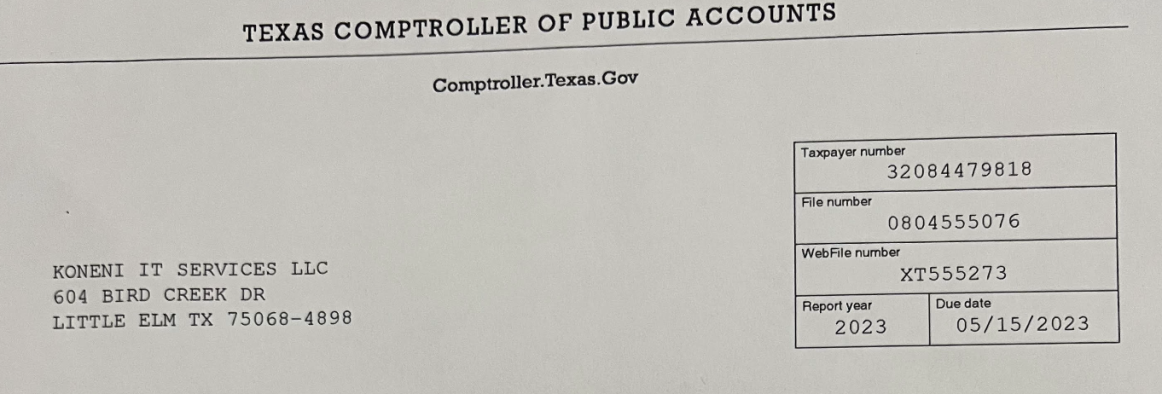 TEXAS COMPTROLLER OF PUBLIC ACCOUNTS
Comptroller.Texas.Gov
Taxpayer number
32084479818
File number
0804555076
WebFile number
XT555273
Report year
2023
Due date
05/15/2023
KONENI IT SERVICES LLC
604 BIRD CREEK DR
LITTLE ELM TX 75068-4898